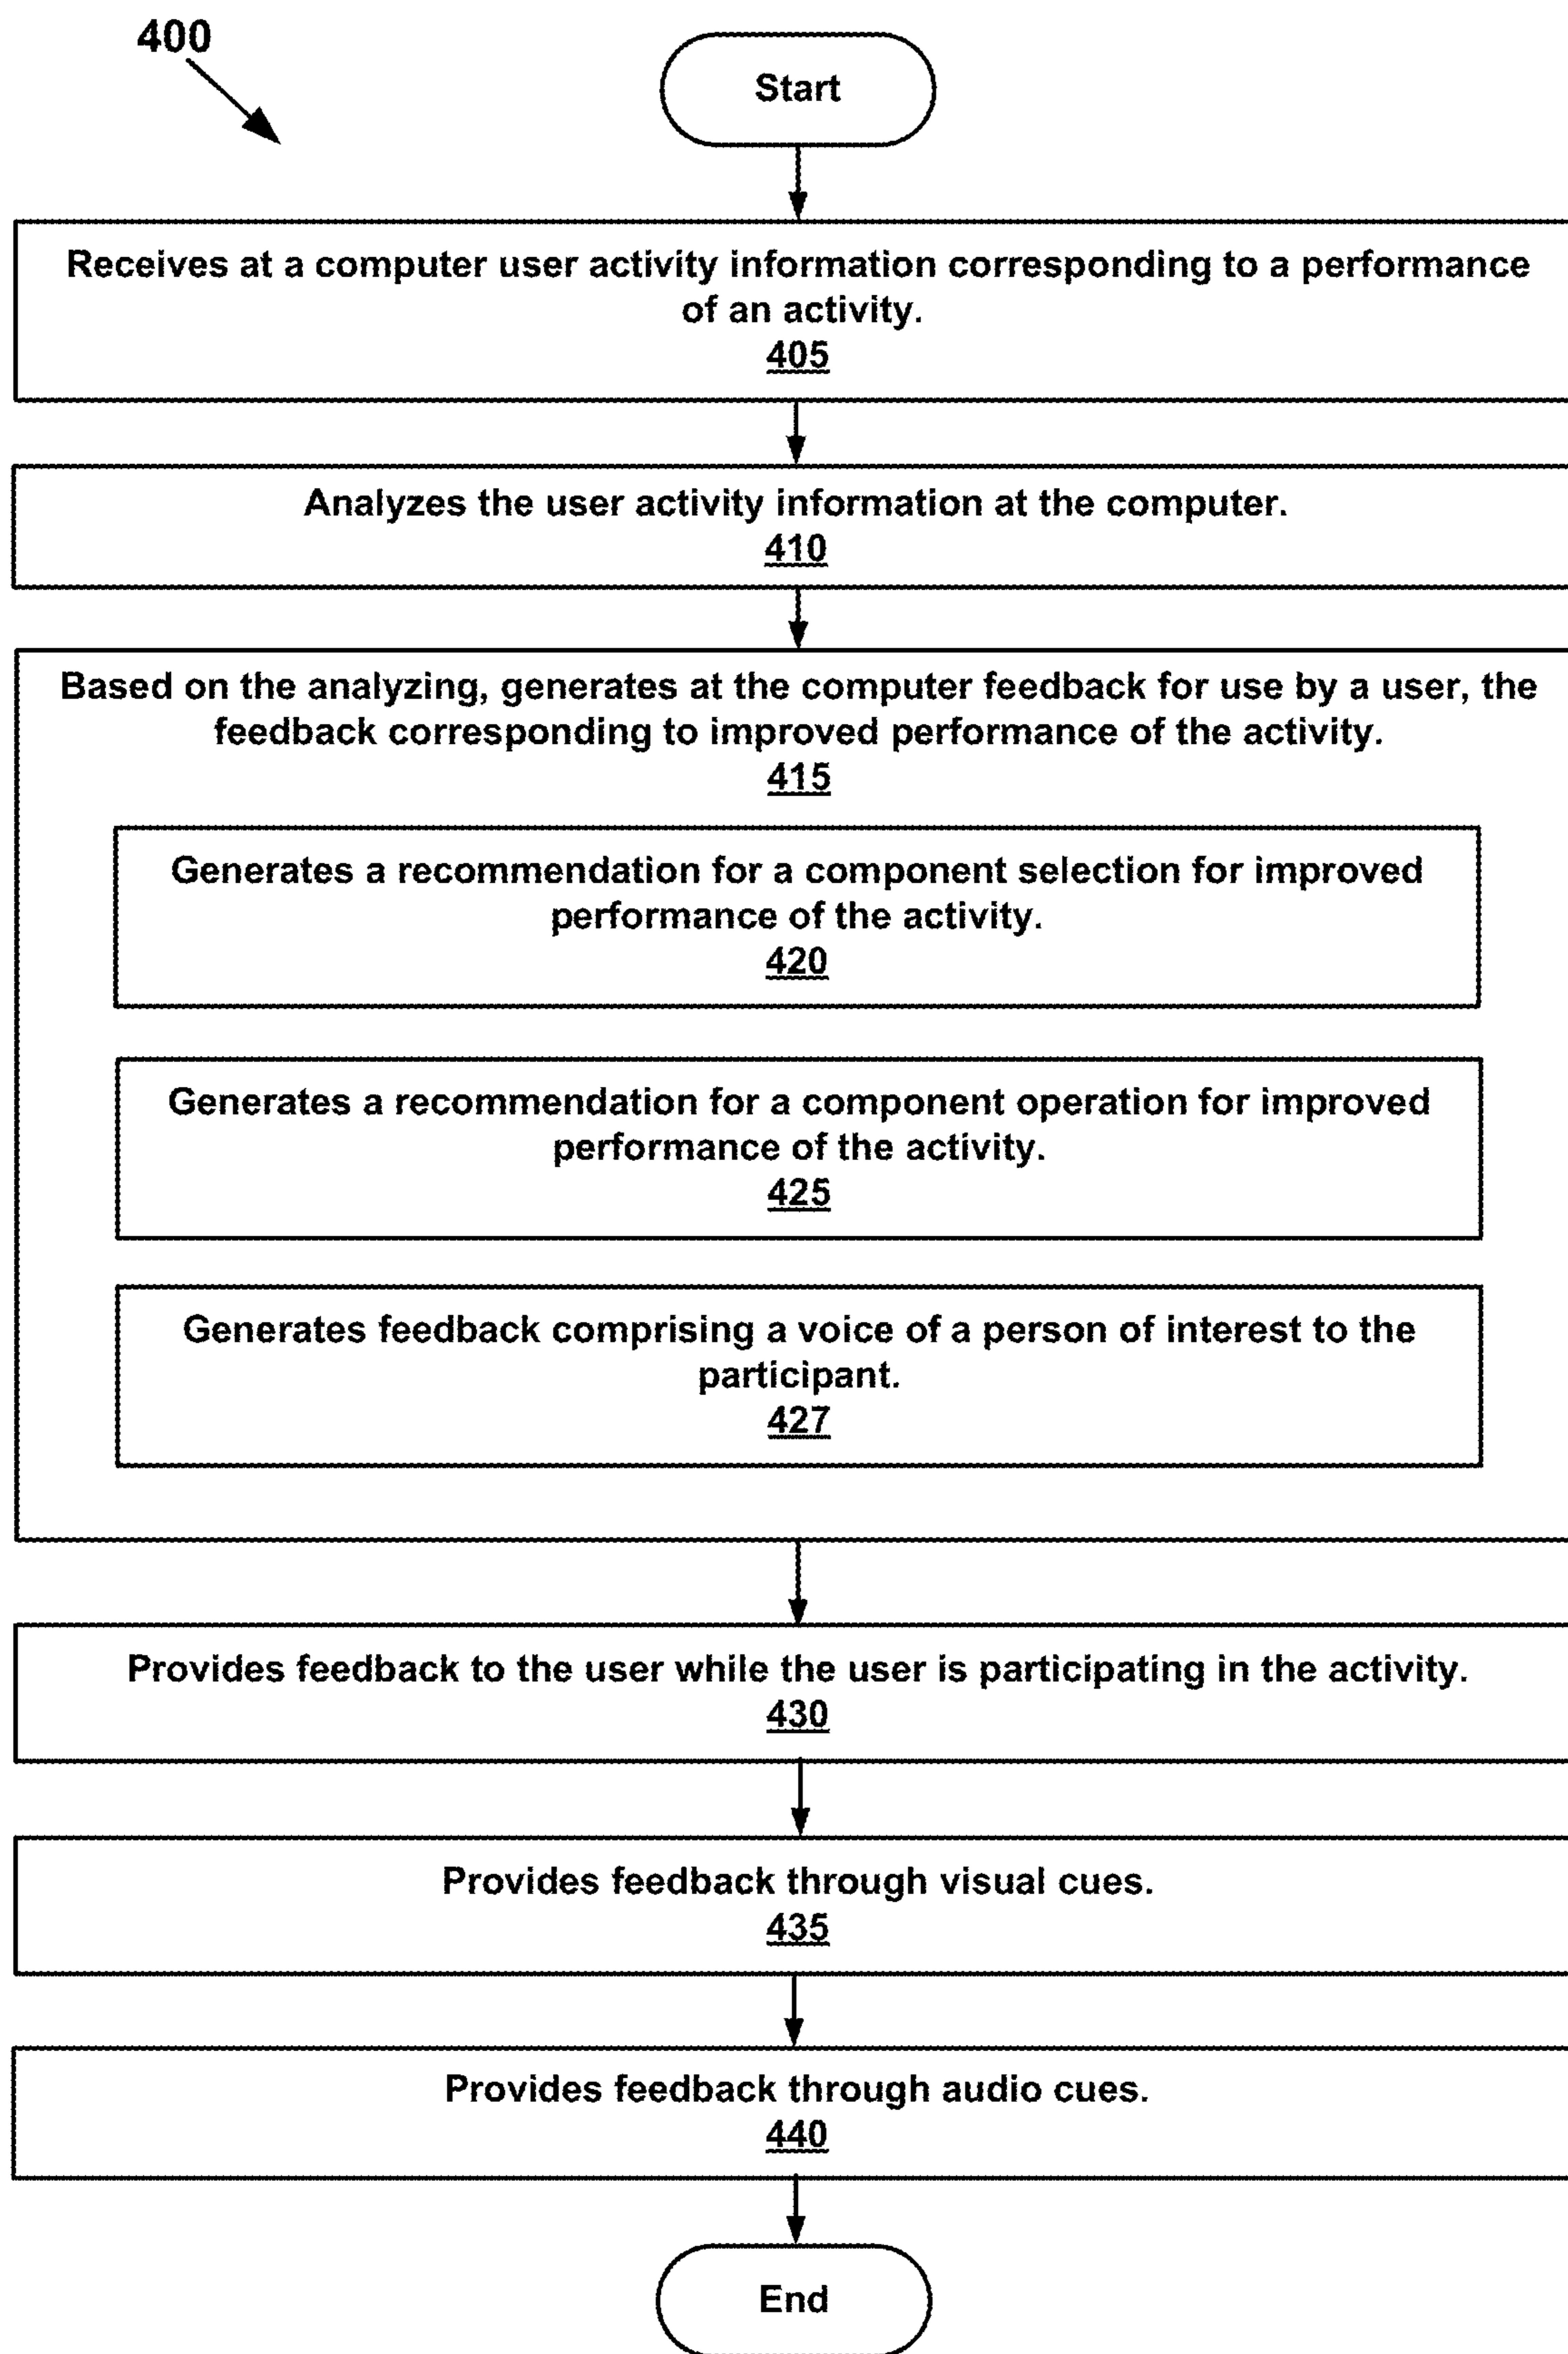 400
Start
Receives at a computer user activity information corresponding to a performance
of an activity.
405
Analyzes the user activity information at the computer.
410
Based on the analyzing, generates at the computer feedback for use by a user, the
feedback corresponding to improved performance of the activity.
415
Generates a recommendation for a component selection for improved
performance of the activity.
420
Generates a recommendation for a component operation for improved
performance of the activity.
425
Generates feedback comprising a voice of a person of interest to the
participant.
427
Provides feedback to the user while the user is participating in the activity.
430
Provides feedback through visual cues.
435
Provides feedback through audio cues.
440
End